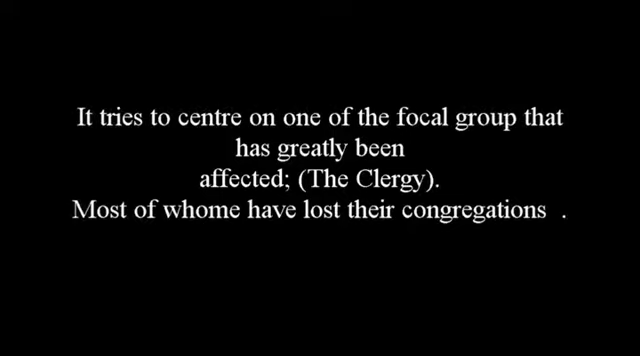 It tries to centre on one of the focal group that
has greatly been
affected; (The Clergy).
Most of whome have lost their congregations .